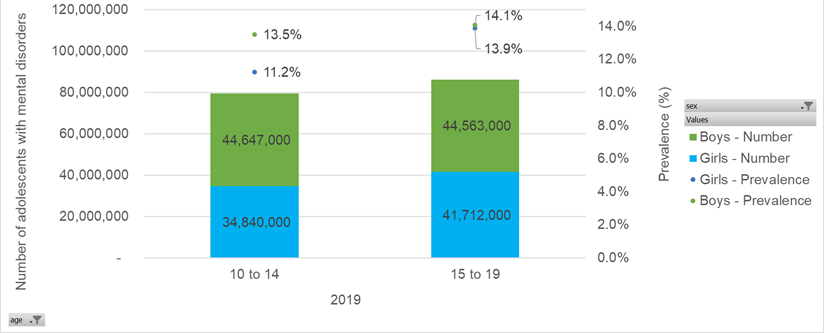 Number of adolescents with mental disorders
120,000,000
100,000,000
80,000,000
60,000,000
40,000,000
20,000,000
-
13.5%
11.2%
14.1%
13.9%
44,647,000
34,840,000
44,563,000
41,712,000
14.0%
12.0%
10.0%
8.0%
6.0%
4.0%
2.0%
0.0%
Prevalence (%)
10 to 14
15 to 19
2019
sex
Values
Boys - Number
Girls - Number
Girls - Prevalence
Boys - Prevalence
age